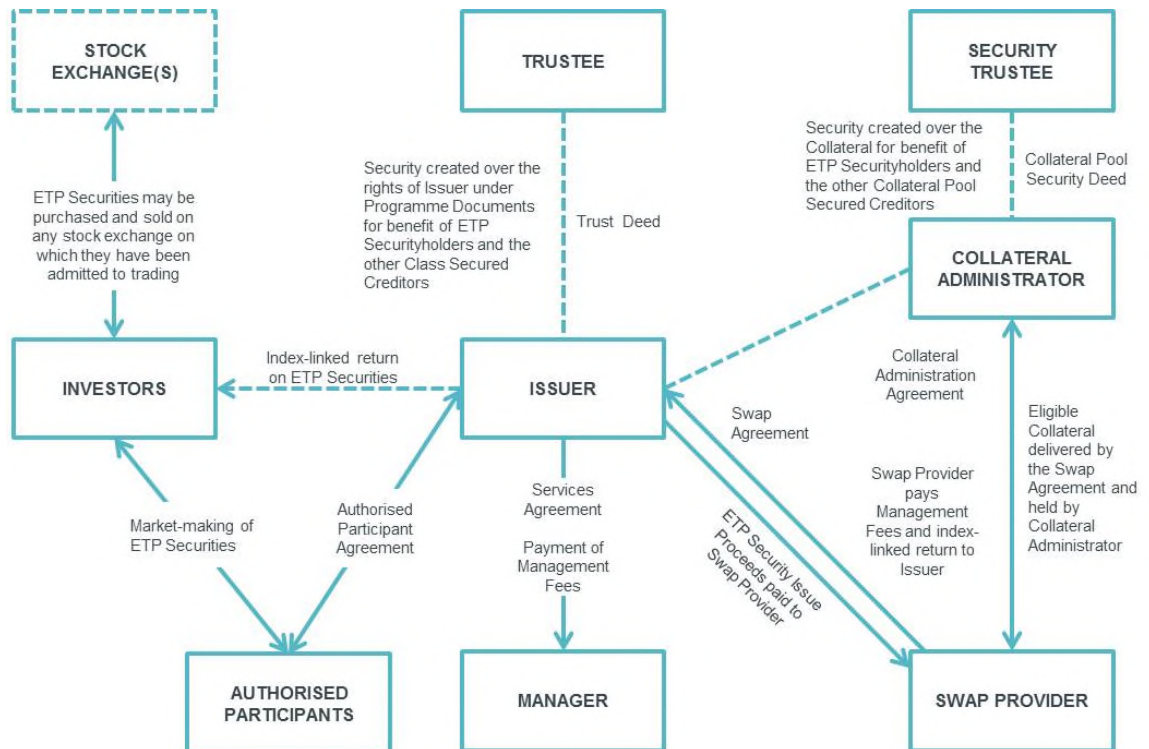 STOCK
EXCHANGE(S)
TRUSTEE
SECURITY
TRUSTEE
ETP Securities may be
purchased and sold on
any stock exchange on
which they have been
admitted to trading
Security created over the
rights of Issuer under
Programme Documents
for benefit of ETP
Securityholders and the
other Class Secured
Creditors
Trust Deed
Security created over the
Collateral for benefit of
ETP Securityholders and
the other Collateral Pool
Secured Creditors
Collateral Pool
Security Deed
COLLATERAL
ADMINISTRATOR
INVESTORS
Index-linked return
on ETP Securities
ISSUER
Collateral
Administration
Agreement
Swap
Agreement
Eligible
Collateral
delivered by
the Swap
Agreement and
held by
Collateral
Administrator
Market-making of
ETP Securities
Authorised
Participant
Agreement
Services
Agreement
Payment of
Management
Fees
ETP Security Issue
Proceeds paid to
Swap Provider
Swap Provider
pays
Management
Fees and index-
linked return to
Issuer
AUTHORISED
PARTICIPANTS
MANAGER
SWAP PROVIDER